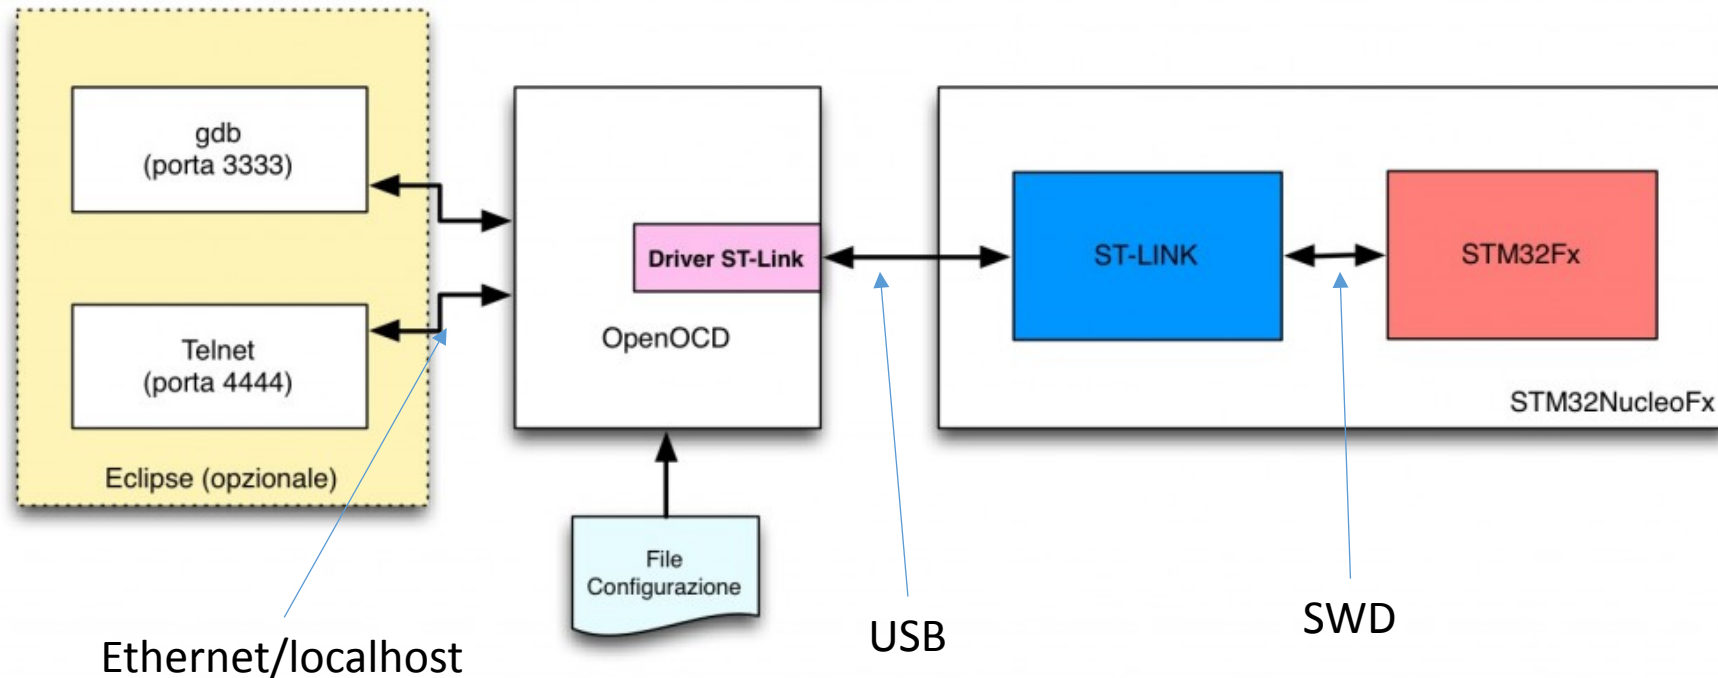 gdb
(porta 3333)
Telnet
(porta 4444)
Eclipse (opzionale)
Driver ST-Link
OpenOCD
File
Configurazione
ST-LINK
STM32Fx
STM32NucleoFx
Ethernet/localhost
USB
SWD